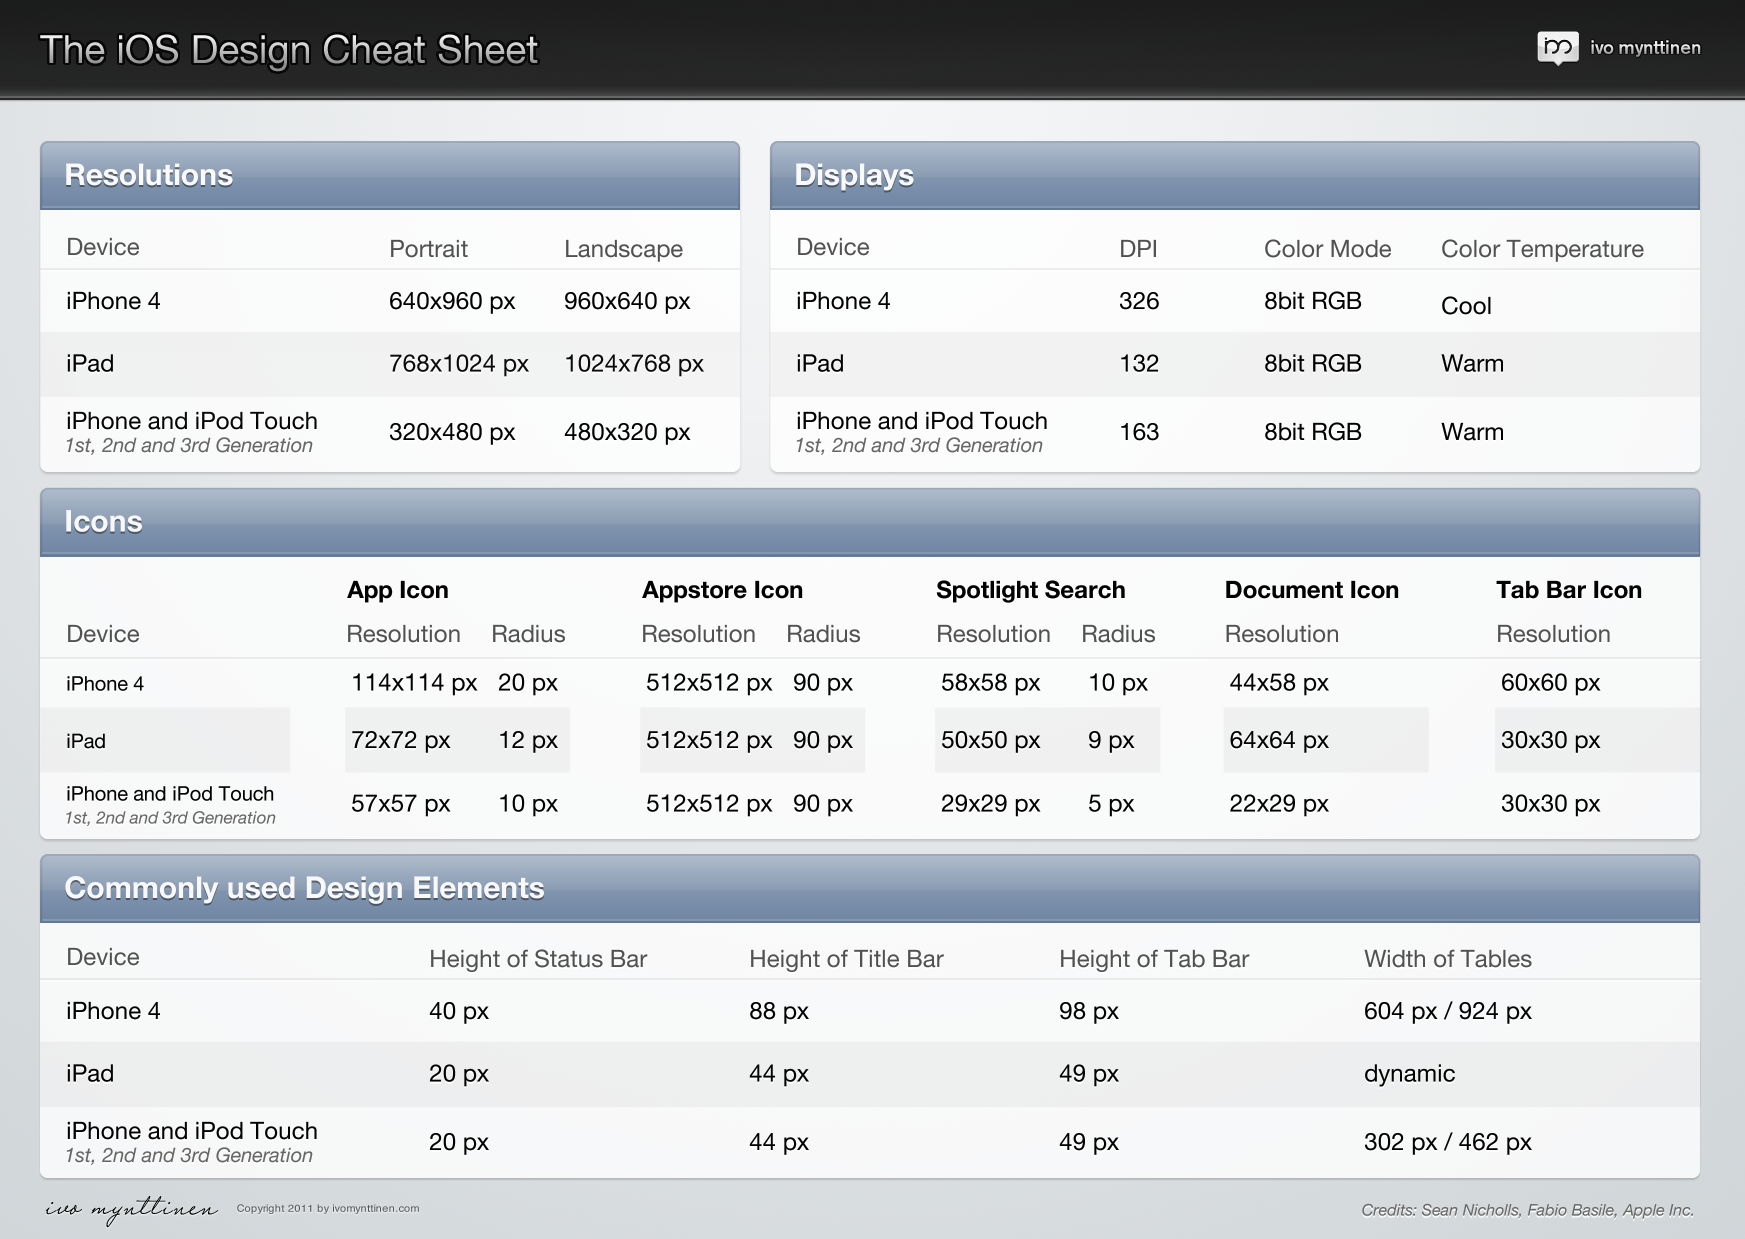 The iOS Design Cheat Sheet
ivo mynttinen
Resolutions
Device Portrait Landscape
iPhone 4 640x960 px 960x640 px
iPad 768x1024 px 1024x768 px
iPhone and iPod Touch 320x480 px 480x320 px
1st, 2nd and 3rd Generation
Displays
Device DPI Color Mode Color Temperature
iPhone 4 326 8bit RGB Cool
iPad 132 8bit RGB Warm
iPhone and iPod Touch 163 8bit RGB Warm
1st, 2nd and 3rd Generation
Icons
App Icon Appstore Icon Spotlight Search Document Icon Tab Bar Icon
Device Resolution Radius Resolution Radius Resolution Radius Resolution Resolution
iPhone 4 114x114 px 20 px 512x512 px 90 px 58x58 px 10 px 44x58 px 60x60 px
iPad 72x72 px 12 px 512x512 px 90 px 50x50 px 9 px 64x64 px 30x30 px
iPhone and iPod Touch 57x57 px 10 px 512x512 px 90 px 29x29 px 5 px 22x29 px 30x30 px
1st, 2nd and 3rd Generation
Commonly used Design Elements
Device Height of Status Bar Height of Title Bar Height of Tab Bar Width of Tables
iPhone 4 40 px 88 px 98 px 604 px / 924 px
iPad 20 px 44 px 49 px dynamic
iPhone and iPod Touch 20 px 44 px 49 px 302 px / 462 px
1st, 2nd and 3rd Generation
ivo mynttinen Copyright 2011 by ivomynttinen.com
Credits: Sean Nicholls, Fabio Basile, Apple Inc.